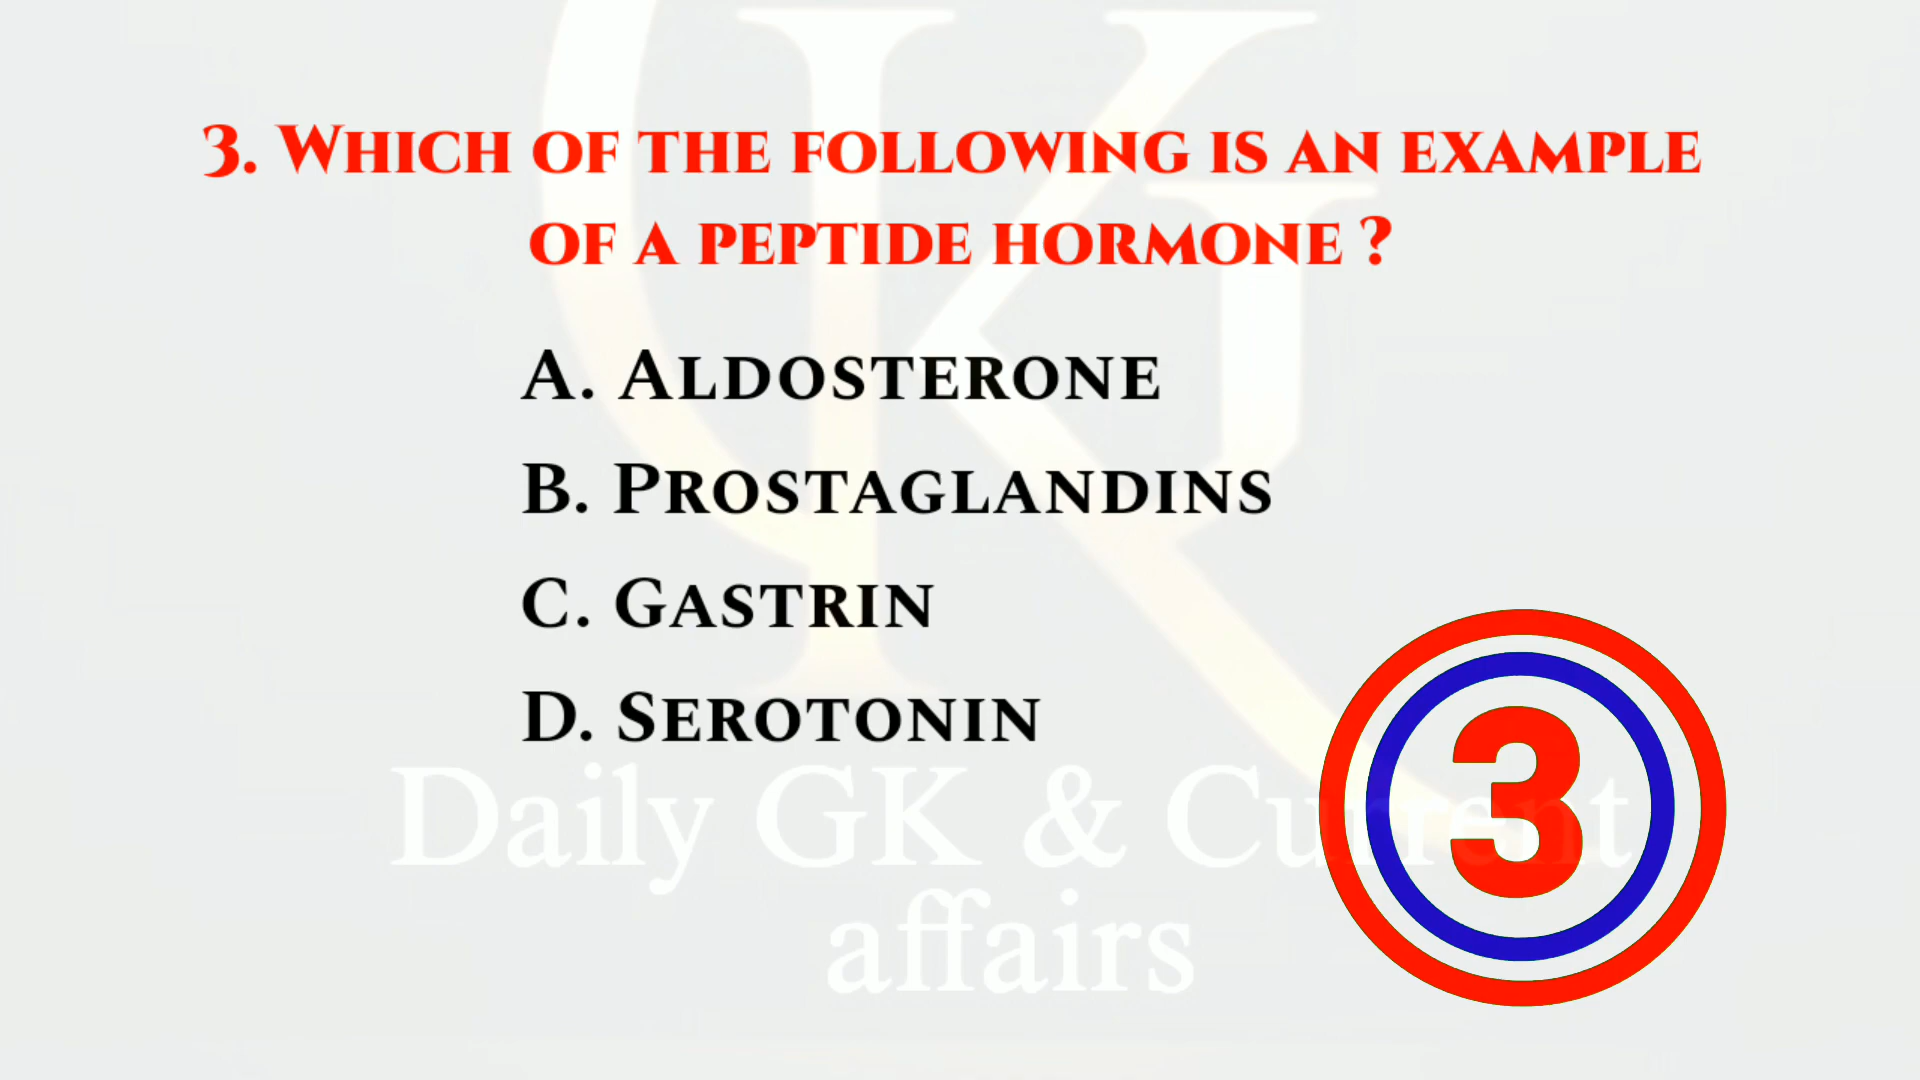 3. Which of the following is an example
of a peptide hormone ?
A. Aldosterone
B. Prostaglandins
C. Gastrin
D. Serotonin
3
Daily GK & Current
affairs